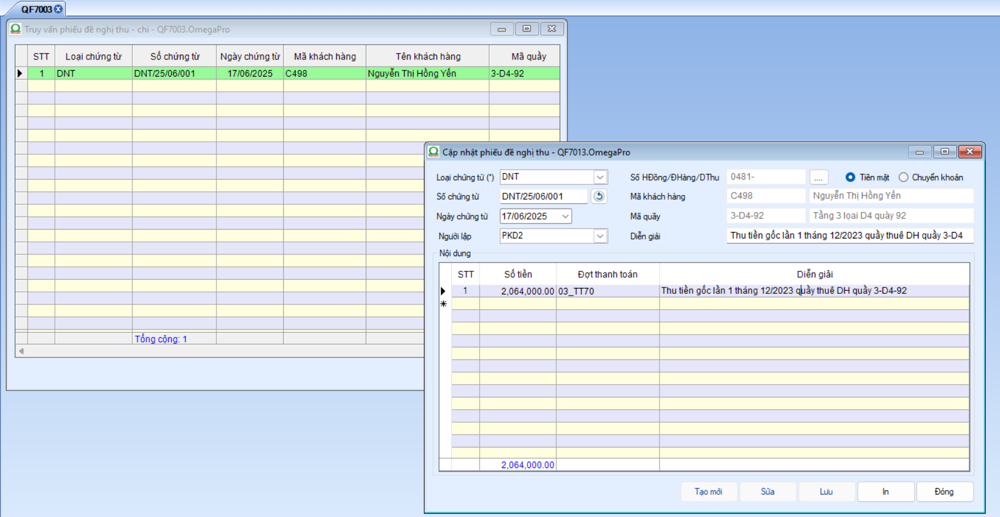 QF7003
Truy vấn phiếu đề nghị thu - chi - QF7003.OmegaPro
STT Loại chứng từ Số chứng từ Ngày chứng từ Mã khách hàng Tên khách hàng Mã quầy
1 DNT DNT/25/06/001 17/06/2025 C498 Nguyễn Thị Hồng Yến 3-D4-92
Tổng cộng: 1
Cập nhật phiếu đề nghị thu - QF7013.OmegaPro
Loại chứng từ (*) DNT Số HĐồng/ĐHàng/DThu 0481- .... Tiền mặt Chuyển khoản
Số chứng từ DNT/25/06/001 Mã khách hàng C498 Nguyễn Thị Hồng Yến
Ngày chứng từ 17/06/2025 Mã quầy 3-D4-92 Tầng 3 lọai D4 quày 92
Người lập PKD2 Diễn giải Thu tiền gốc lần 1 tháng 12/2023 quầy thuê DH quầy 3-D4
Nội dung
STT Số tiền Đợt thanh toán Diễn giải
1 2,064,000.00 03_TT70 Thu tiền gốc lần 1 tháng 12/2023 quầy thuê DH quầy 3-D4-92
2,064,000.00
Tạo mới Sửa Lưu In Đóng